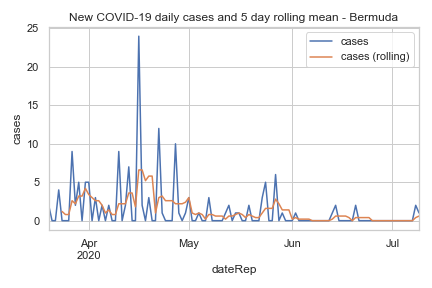 New COVID-19 daily cases and 5 day rolling mean - Bermuda
cases
cases (rolling)
25
20
15
10
5
0
cases
Apr
2020
May
Jun
Jul
dateRep